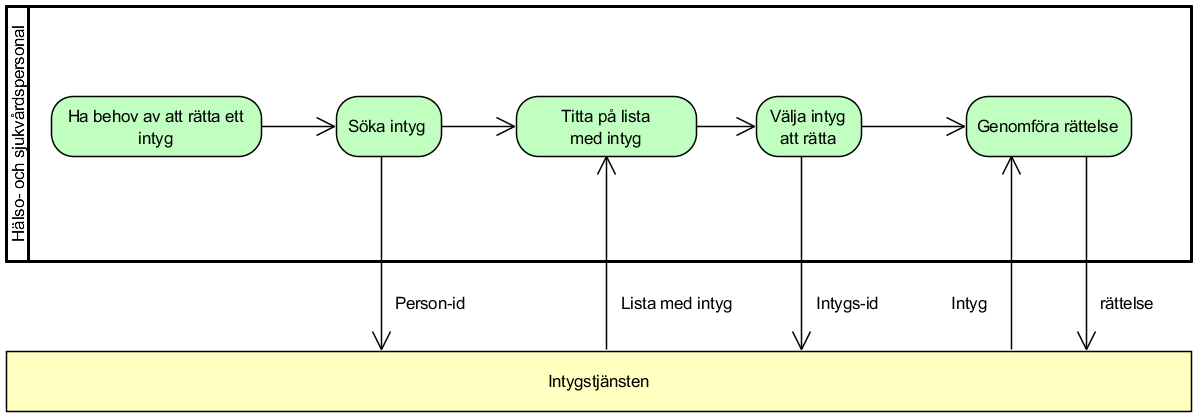 Hälso- och sjukvårdspersonal
Ha behov av att rätta ett
intyg
Söka intyg
Titta på lista
med intyg
Välja intyg
att rätta
Genomföra rättelse
Person-id
Lista med intyg
Intygs-id
Intyg
rättelse
Intygstjänsten